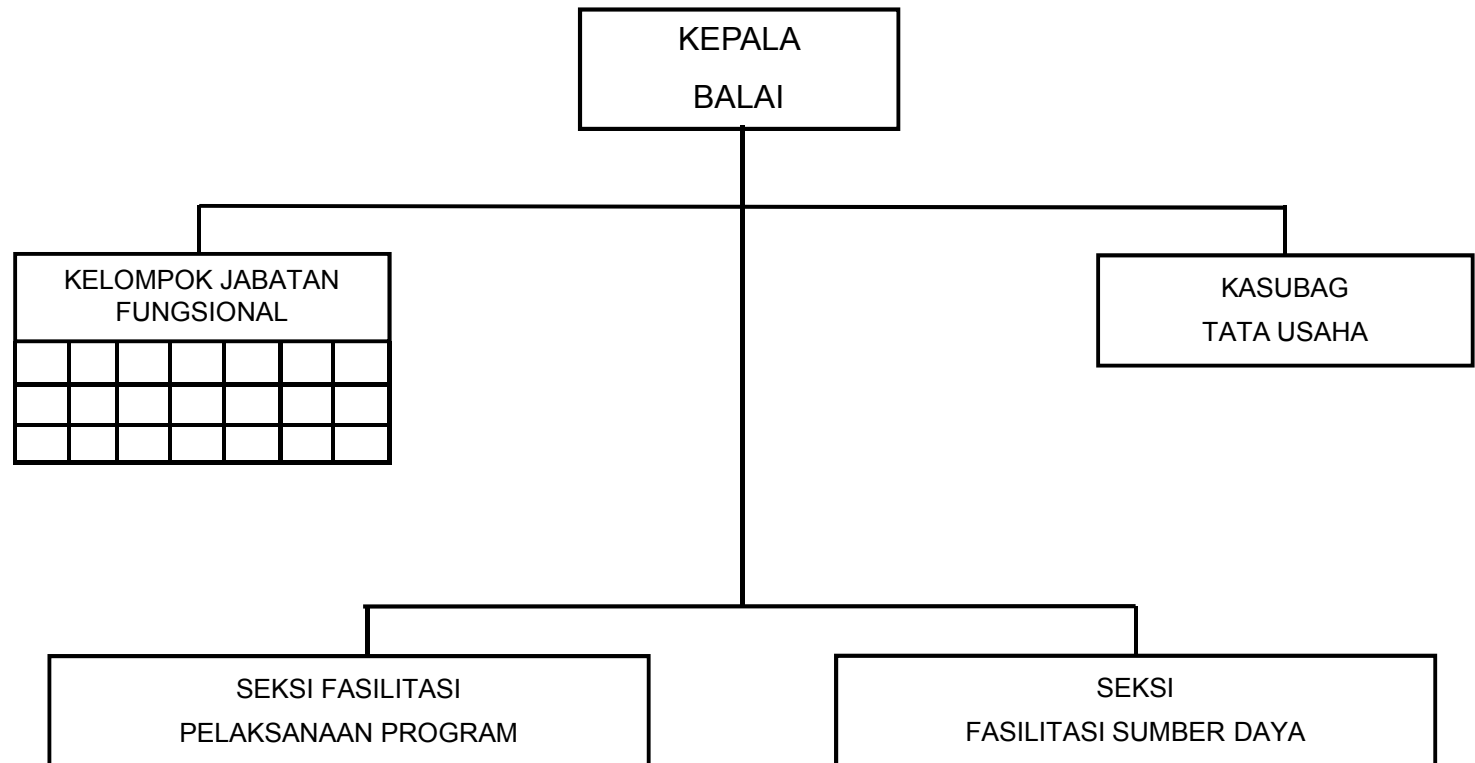 KEPALA
BALAI
KELOMPOK JABATAN
FUNGSIONAL
KASUBAG
TATA USAHA
SEKSI FASILITASI
PELAKSANAAN PROGRAM
SEKSI
FASILITASI SUMBER DAYA